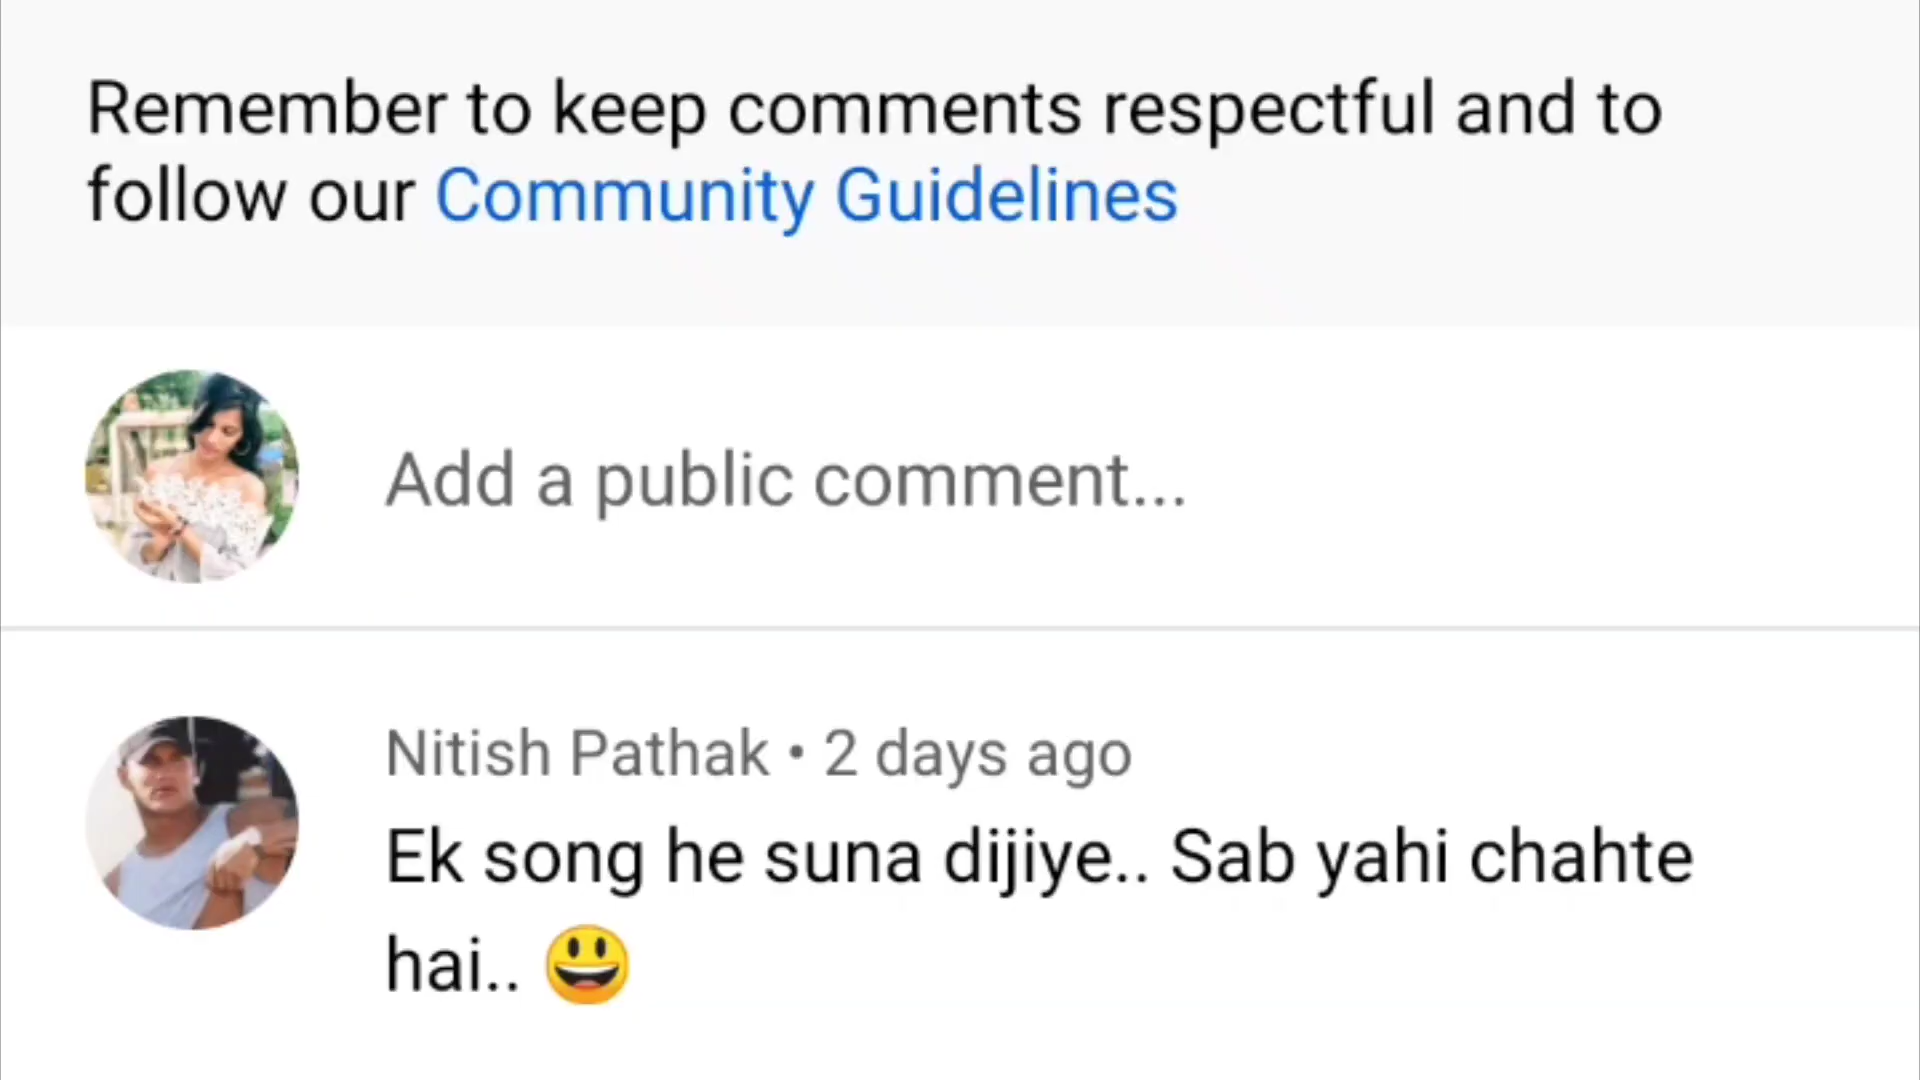 Remember to keep comments respectful and to
follow our Community Guidelines
Add a public comment...
Nitish Pathak • 2 days ago
Ek song he suna dijiye.. Sab yahi chahte
hai.. 😃